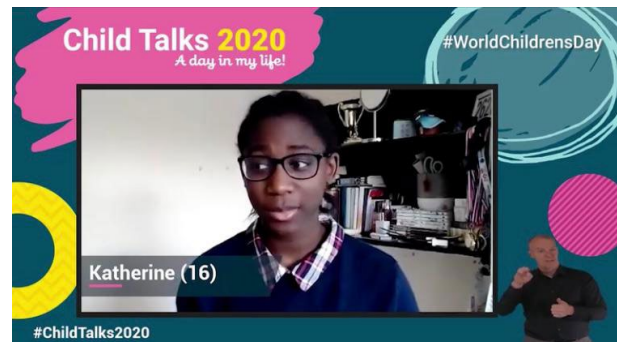 Child Talks 2020
A day in my life!
#WorldChildrensDay
Katherine (16)
#ChildTalks2020